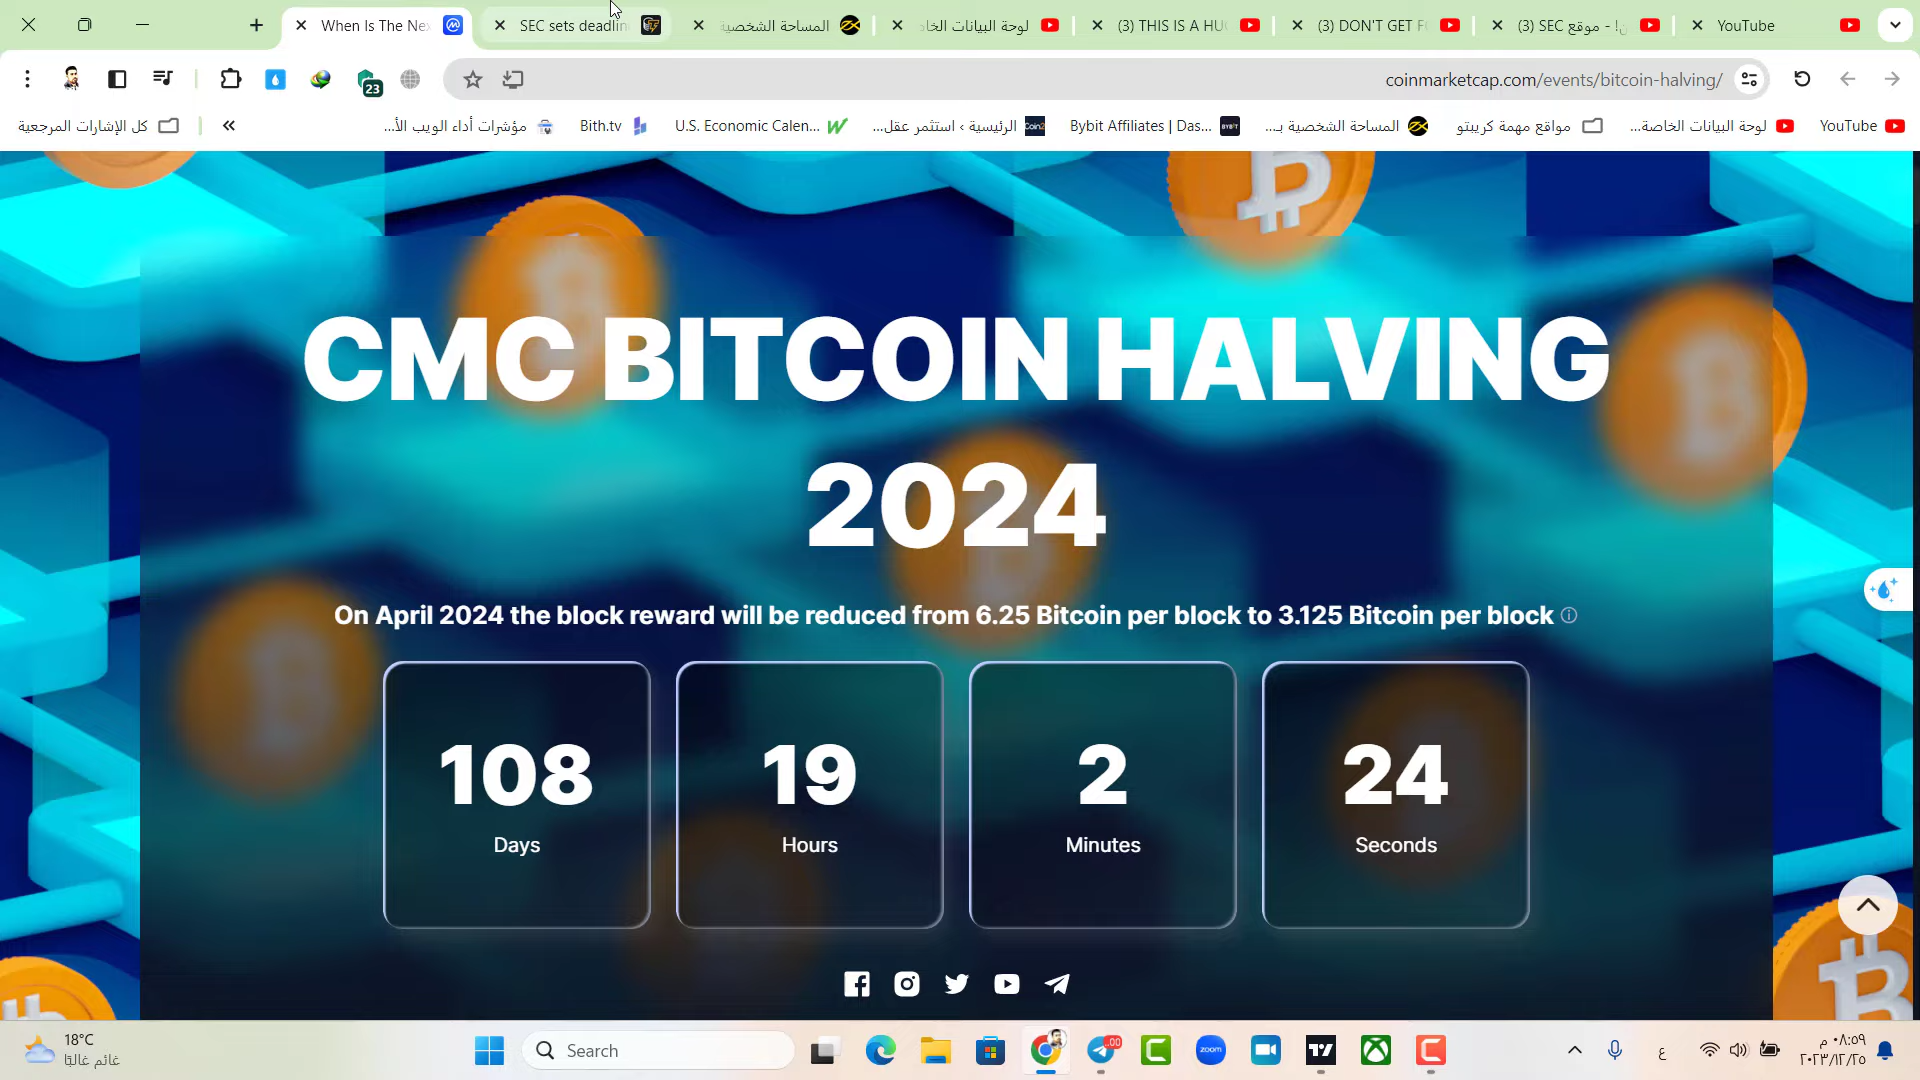 When Is The Nex
SEC sets deadlin
المساحة الشخصية
لوحة البيانات الخا
(3) THIS IS A HU
(3) DON'T GET F
(3) SEC موقع - !ن
YouTube
23
coinmarketcap.com/events/bitcoin-halving/
كل الإشارات المرجعية
مؤشرات أداء الويب الأ...
Bith.tv
U.S. Economic Calen...
الرئيسية › استثمر عقل...
Bybit Affiliates | Das...
المساحة الشخصية بـ...
مواقع مهمة كريبتو
لوحة البيانات الخاصة...
YouTube
CMC BITCOIN HALVING
2024
On April 2024 the block reward will be reduced from 6.25 Bitcoin per block to 3.125 Bitcoin per block
108
Days
19
Hours
2
Minutes
24
Seconds
18°C
غائم غالبًا
Search
.00
zoom
ع
٠٨:٥٩ م
٢٠٢٣/١٢/٢٥